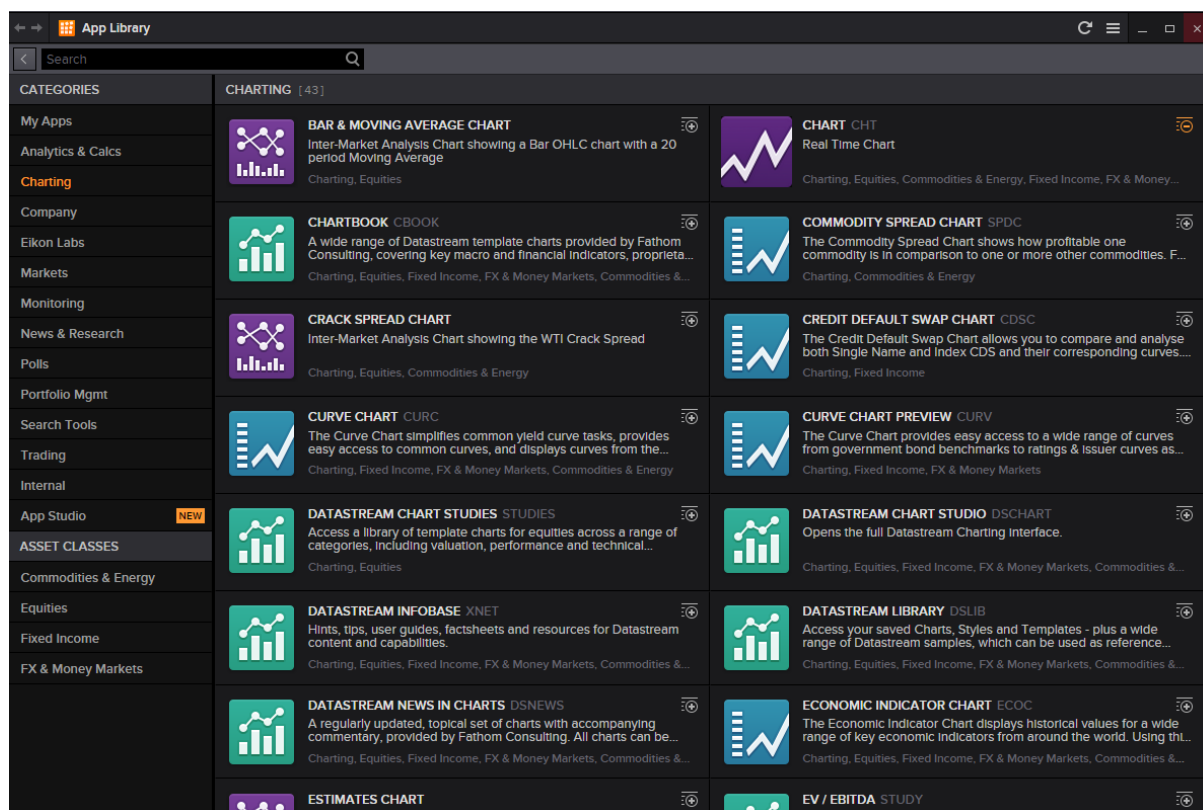 App Library
Search
CATEGORIES
My Apps
Analytics & Calcs
Charting
Company
Eikon Labs
Markets
Monitoring
News & Research
Polls
Portfolio Mgmt
Search Tools
Trading
Internal
App Studio NEW
ASSET CLASSES
Commodities & Energy
Equities
Fixed Income
FX & Money Markets
CHARTING [43]
BAR & MOVING AVERAGE CHART
Inter-Market Analysis Chart showing a Bar OHLC chart with a 20
period Moving Average
Charting, Equities
CHART CHT
Real Time Chart
Charting, Equities, Commodities & Energy, Fixed Income, FX & Money...
CHARTBOOK CBOOK
A wide range of Datastream template charts provided by Fathom
Consulting, covering key macro and financial indicators, proprieta...
Charting, Equities, Fixed Income, FX & Money Markets, Commodities &...
COMMODITY SPREAD CHART SPDC
The Commodity Spread Chart shows how profitable one
commodity is in comparison to one or more other commodities. F...
Charting, Commodities & Energy
CRACK SPREAD CHART
Inter-Market Analysis Chart showing the WTI Crack Spread
Charting, Equities, Commodities & Energy
CREDIT DEFAULT SWAP CHART CDSC
The Credit Default Swap Chart allows you to compare and analyse
both Single Name and Index CDS and their corresponding curves....
Charting, Fixed Income
CURVE CHART CURC
The Curve Chart simplifies common yield curve tasks, provides
easy access to common curves, and displays curves from the...
Charting, Fixed Income, FX & Money Markets, Commodities & Energy
CURVE CHART PREVIEW CURV
The Curve Chart provides easy access to a wide range of curves
from government bond benchmarks to ratings & issuer curves as...
Charting, Fixed Income, FX & Money Markets
DATASTREAM CHART STUDIES STUDIES
Access a library of template charts for equities across a range of
categories, including valuation, performance and technical...
Charting, Equities
DATASTREAM CHART STUDIO DSCHART
Opens the full Datastream Charting interface.
Charting, Equities, Fixed Income, FX & Money Markets, Commodities &...
DATASTREAM INFOBASE XNET
Hints, tips, user guides, factsheets and resources for Datastream
content and capabilities.
Charting, Equities, Fixed Income, FX & Money Markets, Commodities &...
DATASTREAM LIBRARY DSLIB
Access your saved Charts, Styles and Templates - plus a wide
range of Datastream samples, which can be used as reference...
Charting, Equities, Fixed Income, FX & Money Markets, Commodities &...
DATASTREAM NEWS IN CHARTS DSNEWS
A regularly updated, topical set of charts with accompanying
commentary, provided by Fathom Consulting. All charts can be...
Charting, Equities, Fixed Income, FX & Money Markets, Commodities &...
ECONOMIC INDICATOR CHART ECOC
The Economic Indicator Chart displays historical values for a wide
range of key economic indicators from around the world. Using thi...
Charting, Equities, Fixed Income, FX & Money Markets, Commodities &...
ESTIMATES CHART
EV / EBITDA STUDY